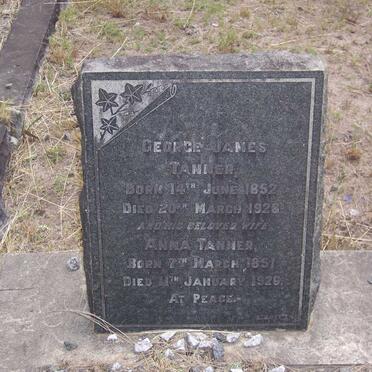 GEORGE JAMES
TANNER,
BORN 14TH JUNE 1852
DIED 20TH MARCH 1928
AND HIS BELOVED WIFE
ANNA TANNER,
BORN 7TH MARCH 1851
DIED 11TH JANUARY 1929,
AT PEACE.